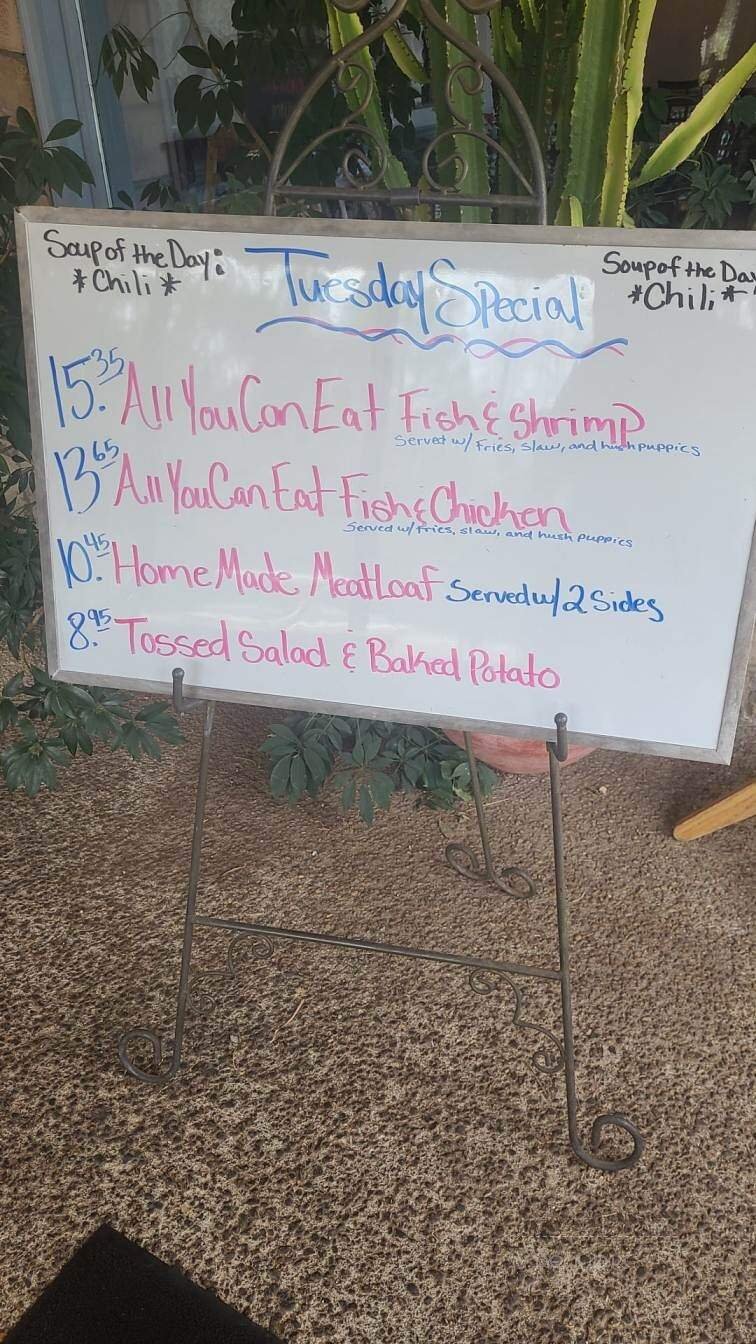 Soup of the Day:
*Chili*
Tuesday Special
Soup of the Day
*Chili*
15.35 All You Can Eat Fish & Shrimp
Served w/ Fries, Slaw, and hush puppies
13.65 All You Can Eat Fish & Chicken
Served w/ fries, slaw, and hush puppies
10.45 Home Made Meat Loaf Served w/ 2 Sides
8.95 Tossed Salad & Baked Potato